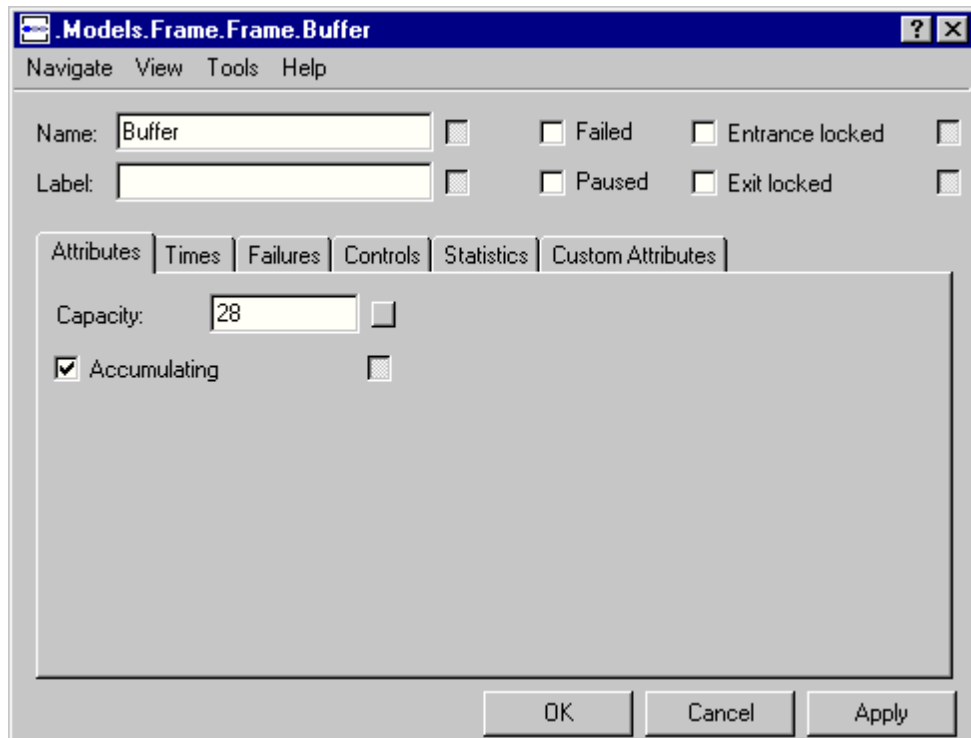 .Models.Frame.Frame.Buffer
Navigate View Tools Help
Name: Buffer Failed Entrance locked
Label: Paused Exit locked
Attributes Times Failures Controls Statistics Custom Attributes
Capacity: 28
Accumulating
OK Cancel Apply